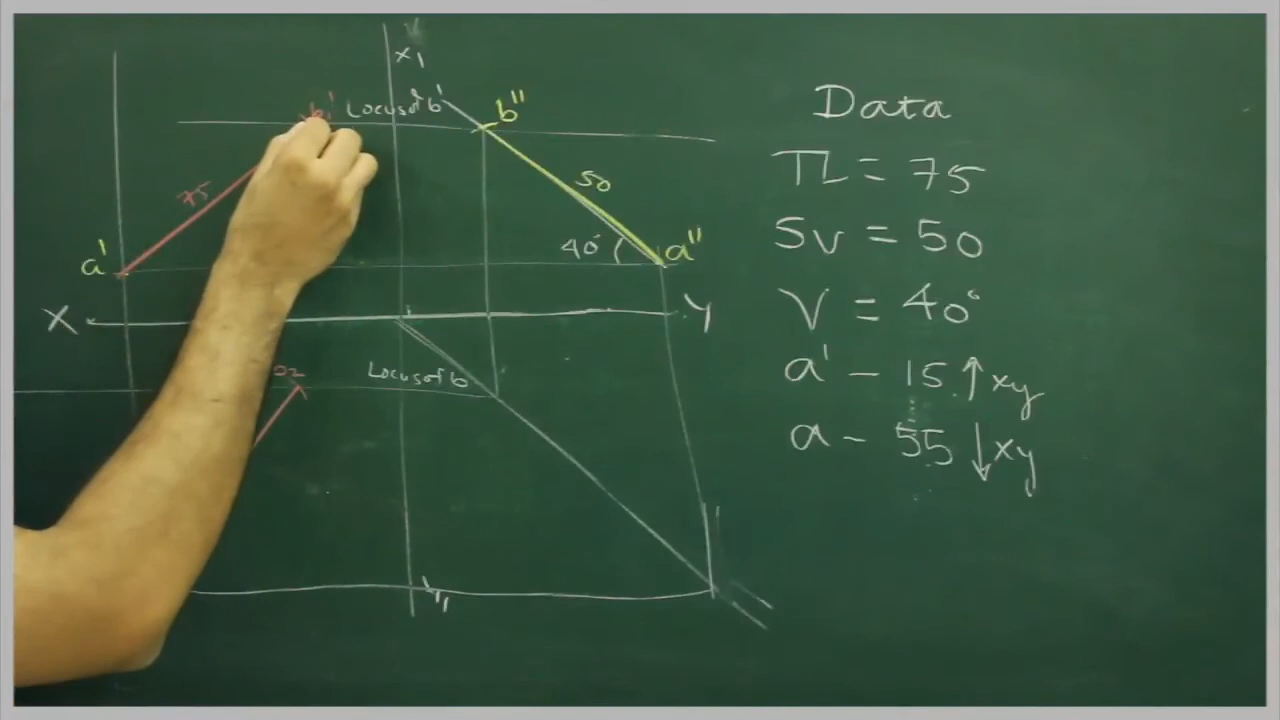 X1
b'
Locus of b'
b"
75
50
a'
40°
a"
X
Y
Locus of b
b2
Y1
Data
TL = 75
SV = 50
V = 40°
a' – 15 ↑ xy
a – 55 ↓ xy